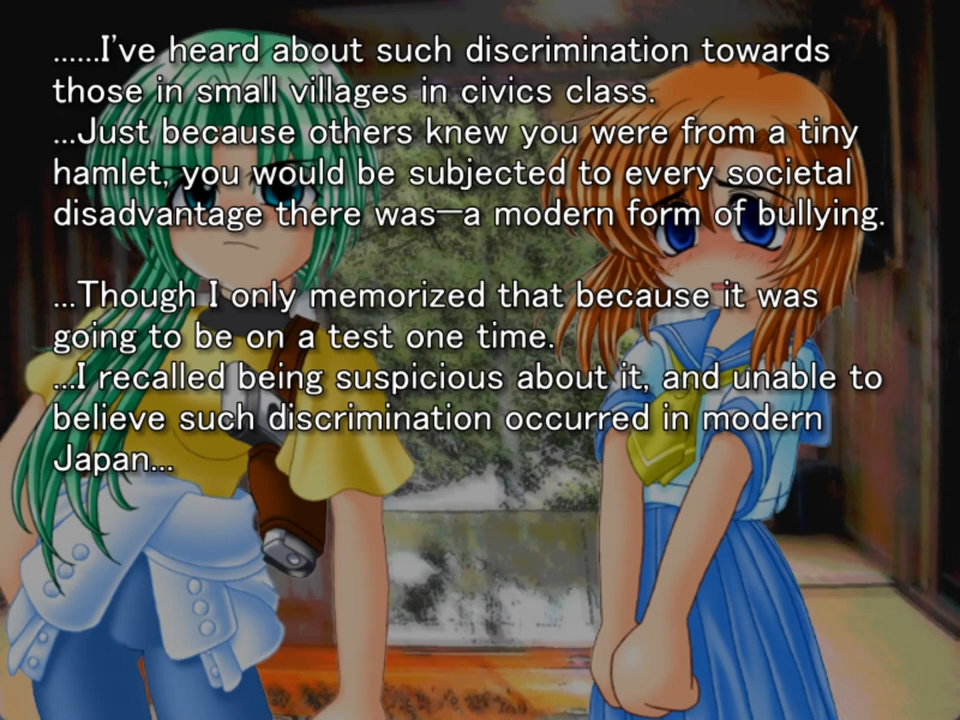 ......I've heard about such discrimination towards
those in small villages in civics class.
...Just because others knew you were from a tiny
hamlet, you would be subjected to every societal
disadvantage there was—a modern form of bullying.
...Though I only memorized that because it was
going to be on a test one time.
...I recalled being suspicious about it, and unable to
believe such discrimination occurred in modern
Japan...